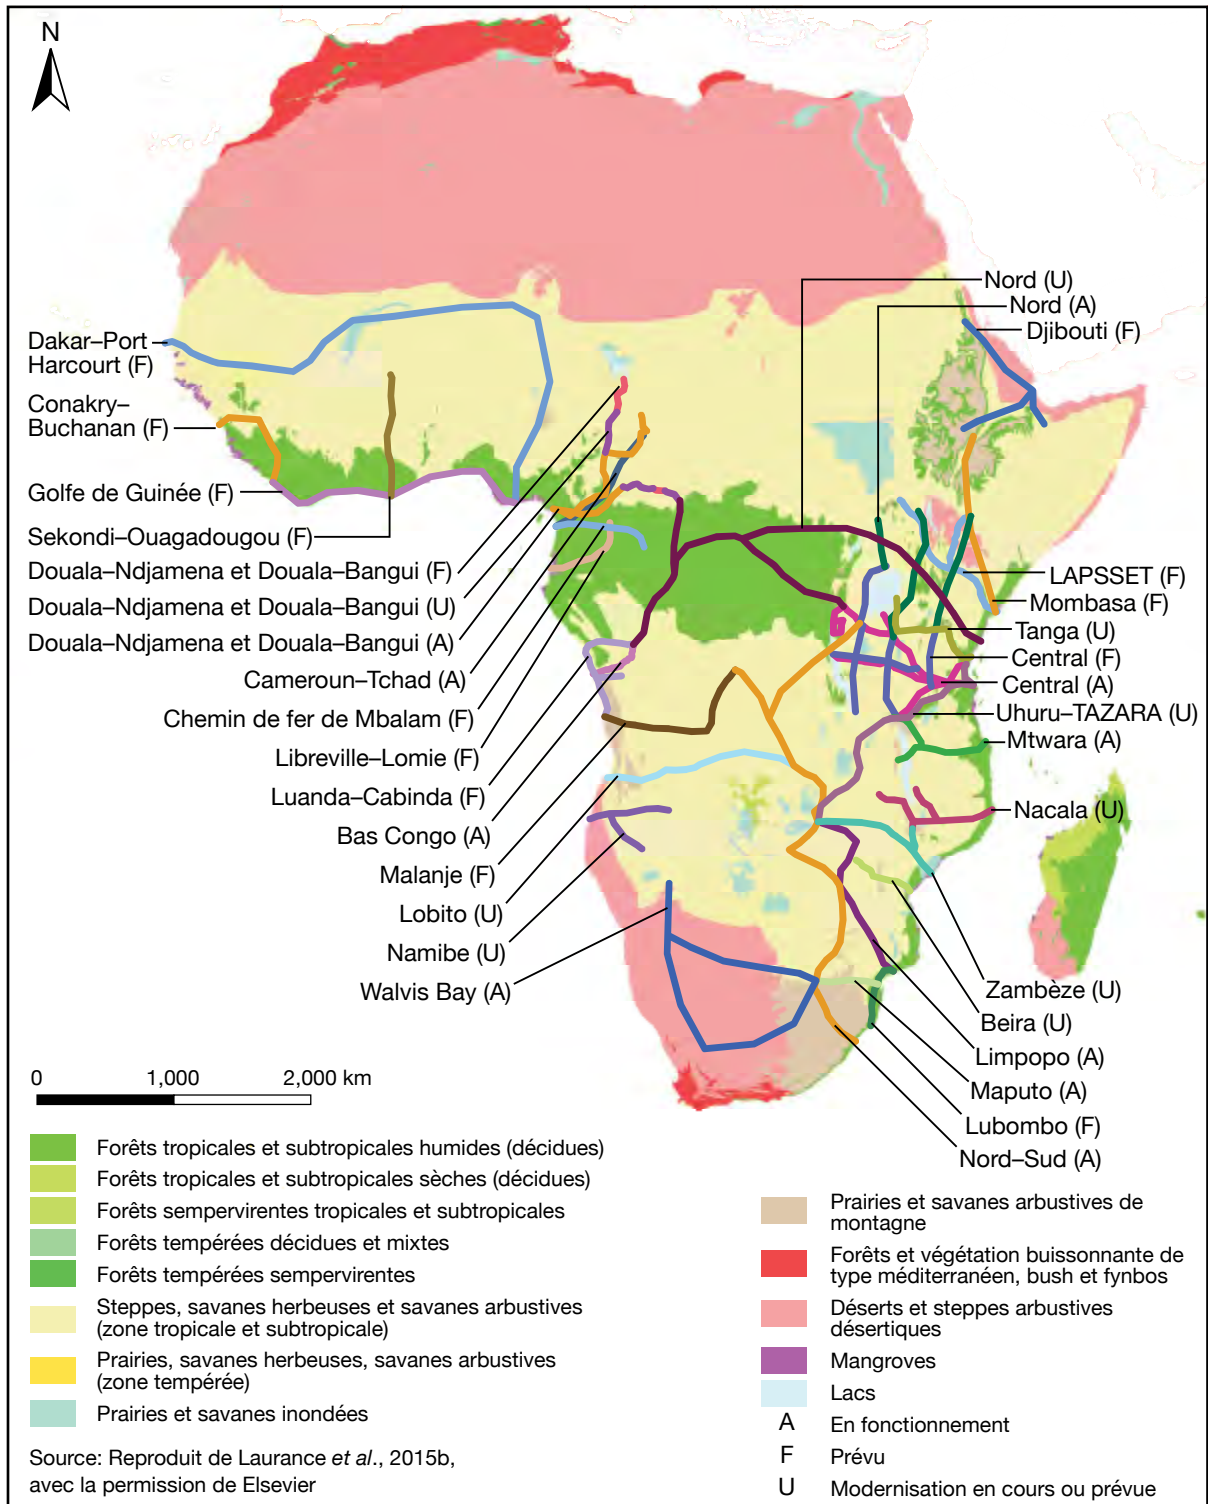 N
Nord (U)
Nord (A)
Djibouti (F)
Dakar–Port
Harcourt (F)
Conakry–
Buchanan (F)
Golfe de Guinée (F)
Sekondi–Ouagadougou (F)
Douala–Ndjamena et Douala–Bangui (F)
Douala–Ndjamena et Douala–Bangui (U)
Douala–Ndjamena et Douala–Bangui (A)
Cameroun–Tchad (A)
Chemin de fer de Mbalam (F)
Libreville–Lomie (F)
Luanda–Cabinda (F)
Bas Congo (A)
Malanje (F)
Lobito (U)
Namibe (U)
Walvis Bay (A)
LAPSSET (F)
Mombasa (F)
Tanga (U)
Central (F)
Central (A)
Uhuru–TAZARA (U)
Mtwara (A)
Nacala (U)
Zambèze (U)
Beira (U)
Limpopo (A)
Maputo (A)
Lubombo (F)
Nord–Sud (A)
0 1,000 2,000 km
Forêts tropicales et subtropicales humides (décidues)
Forêts tropicales et subtropicales sèches (décidues)
Forêts sempervirentes tropicales et subtropicales
Forêts tempérées décidues et mixtes
Forêts tempérées sempervirentes
Steppes, savanes herbeuses et savanes arbustives
(zone tropicale et subtropicale)
Prairies, savanes herbeuses, savanes arbustives
(zone tempérée)
Prairies et savanes inondées
Prairies et savanes arbustives de
montagne
Forêts et végétation buissonnante de
type méditerranéen, bush et fynbos
Déserts et steppes arbustives
désertiques
Mangroves
Lacs
A En fonctionnement
F Prévu
U Modernisation en cours ou prévue
Source: Reproduit de Laurance et al., 2015b,
avec la permission de Elsevier